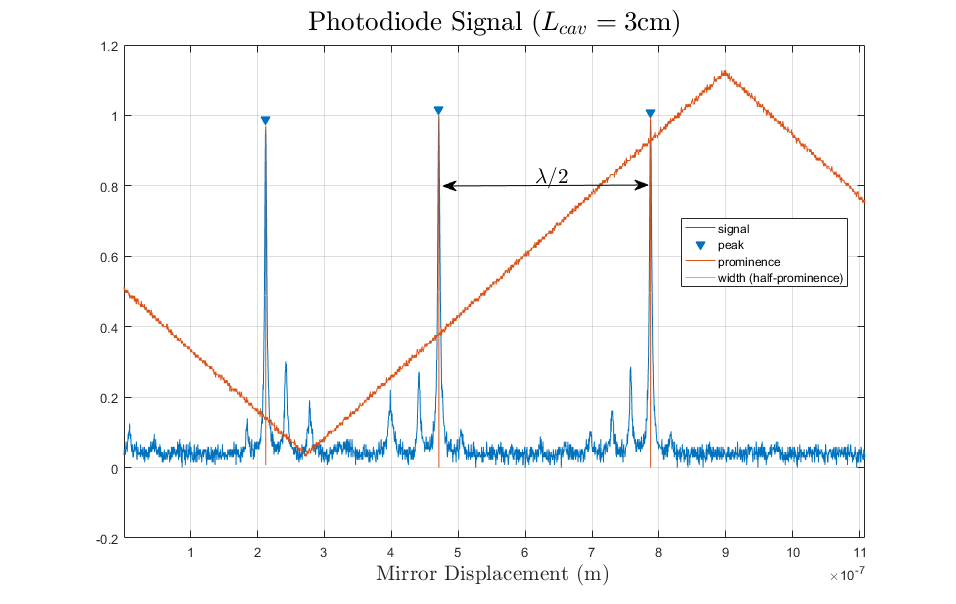 Photodiode Signal (L_cav = 3cm)
1.2
1
0.8
0.6
0.4
0.2
0
-0.2
λ/2
signal
peak
prominence
width (half-prominence)
1 2 3 4 5 6 7 8 9 10 11
Mirror Displacement (m)
×10-7